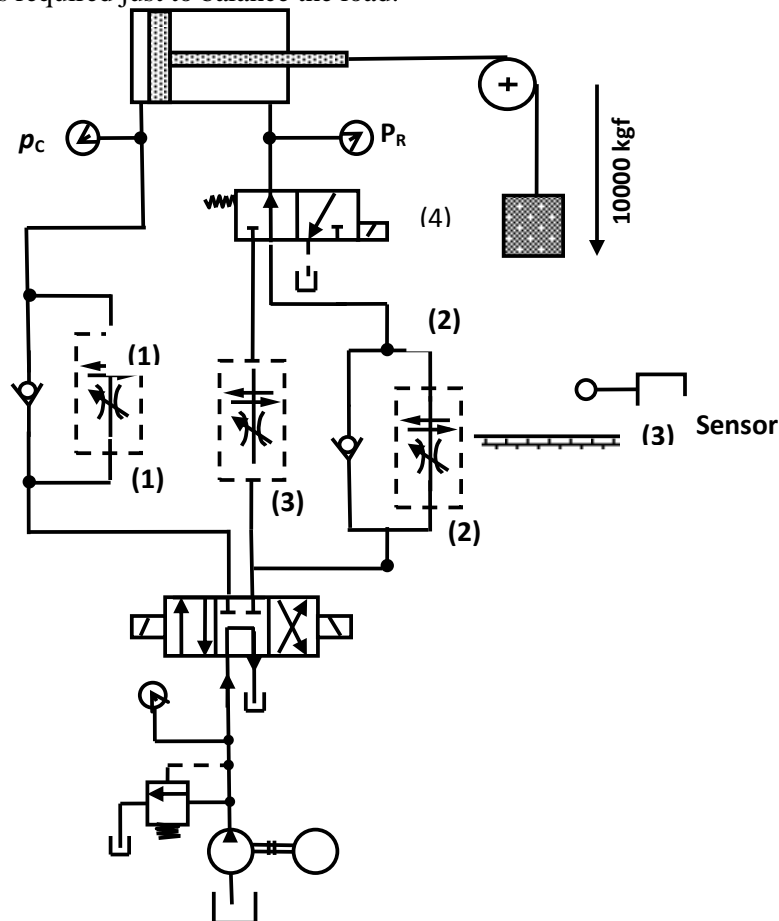 s required just to balance the load.
pC
PR
10000 kgf
(4)
(2)
(1)
(3) Sensor
(1)
(3)
(2)